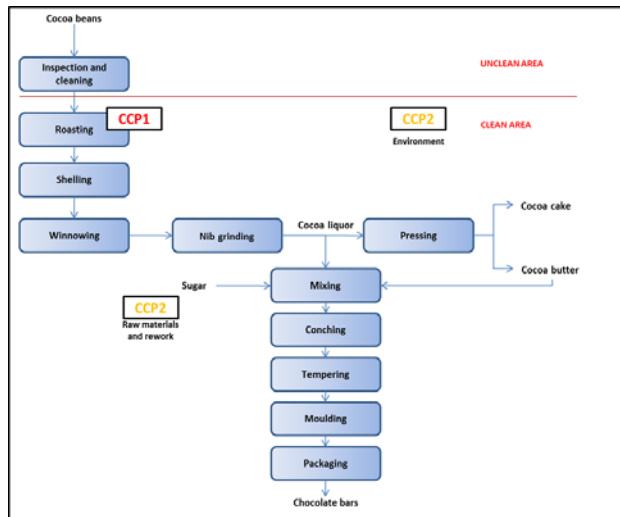 Cocoa beans
Inspection and
cleaning
UNCLEAN AREA
Roasting
CCP1
CCP2
Environment
CLEAN AREA
Shelling
Winnowing
Nib grinding
Cocoa liquor
Pressing
Cocoa cake
Cocoa butter
Sugar
Mixing
CCP2
Raw materials
and rework
Conching
Tempering
Moulding
Packaging
Chocolate bars